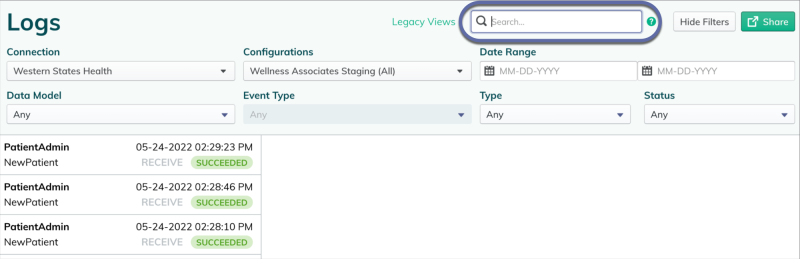 Logs
Legacy Views
Search...
?
Hide Filters
Share
Connection
Configurations
Date Range
Western States Health
Wellness Associates Staging (All)
MM-DD-YYYY
MM-DD-YYYY
Data Model
Event Type
Type
Status
Any
Any
Any
Any
PatientAdmin 05-24-2022 02:29:23 PM
NewPatient RECEIVE SUCCEEDED
PatientAdmin 05-24-2022 02:28:46 PM
NewPatient RECEIVE SUCCEEDED
PatientAdmin 05-24-2022 02:28:10 PM
NewPatient RECEIVE SUCCEEDED